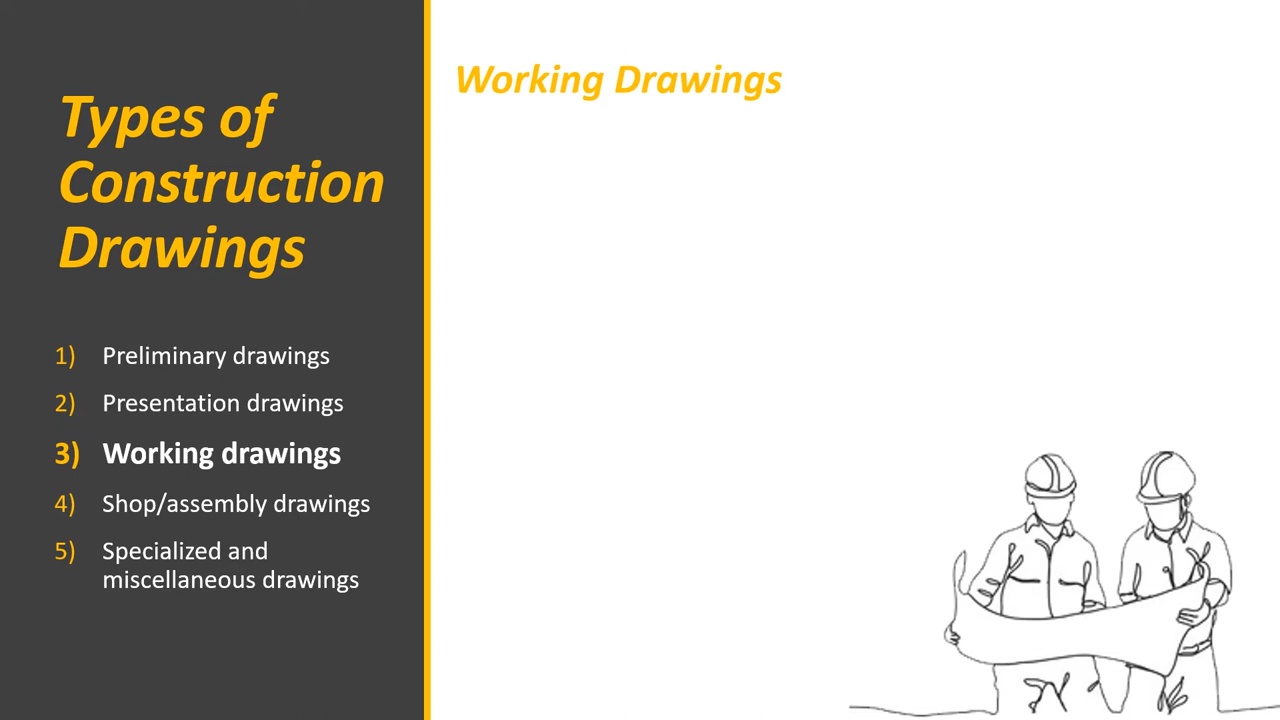 Types of
Construction
Drawings
1) Preliminary drawings
2) Presentation drawings
3) Working drawings
4) Shop/assembly drawings
5) Specialized and
miscellaneous drawings
Working Drawings